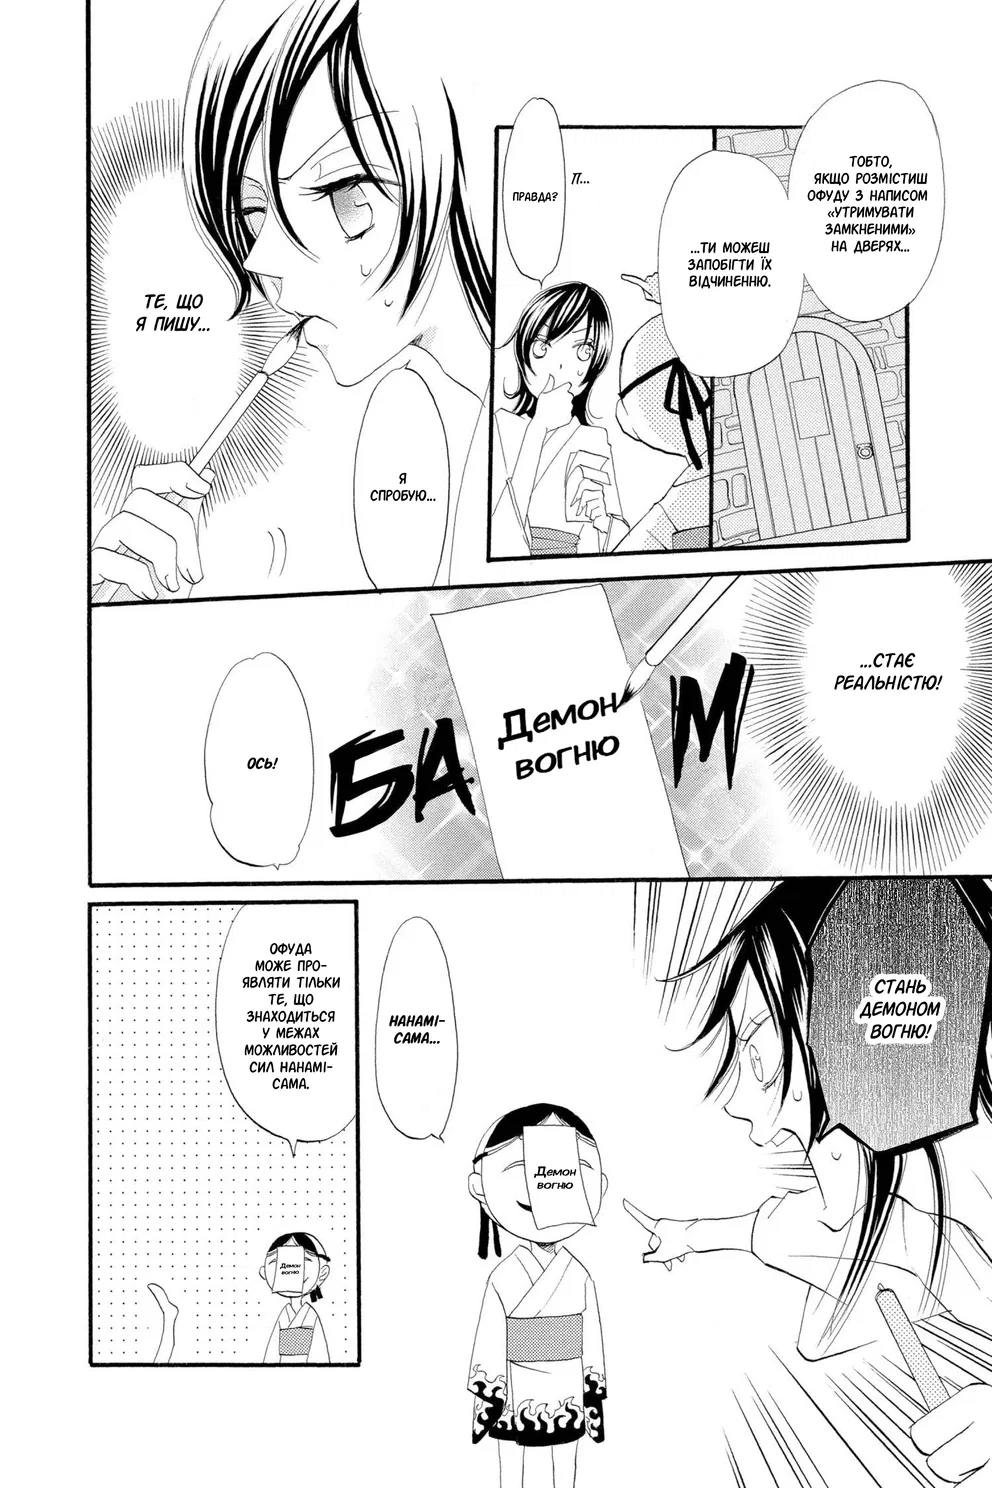 ТОБТО,
ЯКЩО РОЗМІСТИШ
ОФУДУ З НАПИСОМ
«УТРИМУВАТИ
ЗАМКНЕНИМИ»
НА ДВЕРЯХ...
...ТИ МОЖЕШ
ЗАПОБІГТИ ЇХ
ВІДЧИНЕННЮ.
П...
ПРАВДА?
Я
СПРОБУЮ...
ТЕ, ЩО
Я ПИШУ...
...СТАЄ
РЕАЛЬНІСТЮ!
БАМ
Демон
вогню
ОСЬ!
СТАНЬ
ДЕМОНОМ
ВОГНЮ!
Демон
вогню
НАНАМІ-
САМА...
ОФУДА
МОЖЕ ПРО-
ЯВЛЯТИ ТІЛЬКИ
ТЕ, ЩО
ЗНАХОДИТЬСЯ
У МЕЖАХ
МОЖЛИВОСТЕЙ
СИЛ НАНАМІ-
САМА.
Демон
вогню